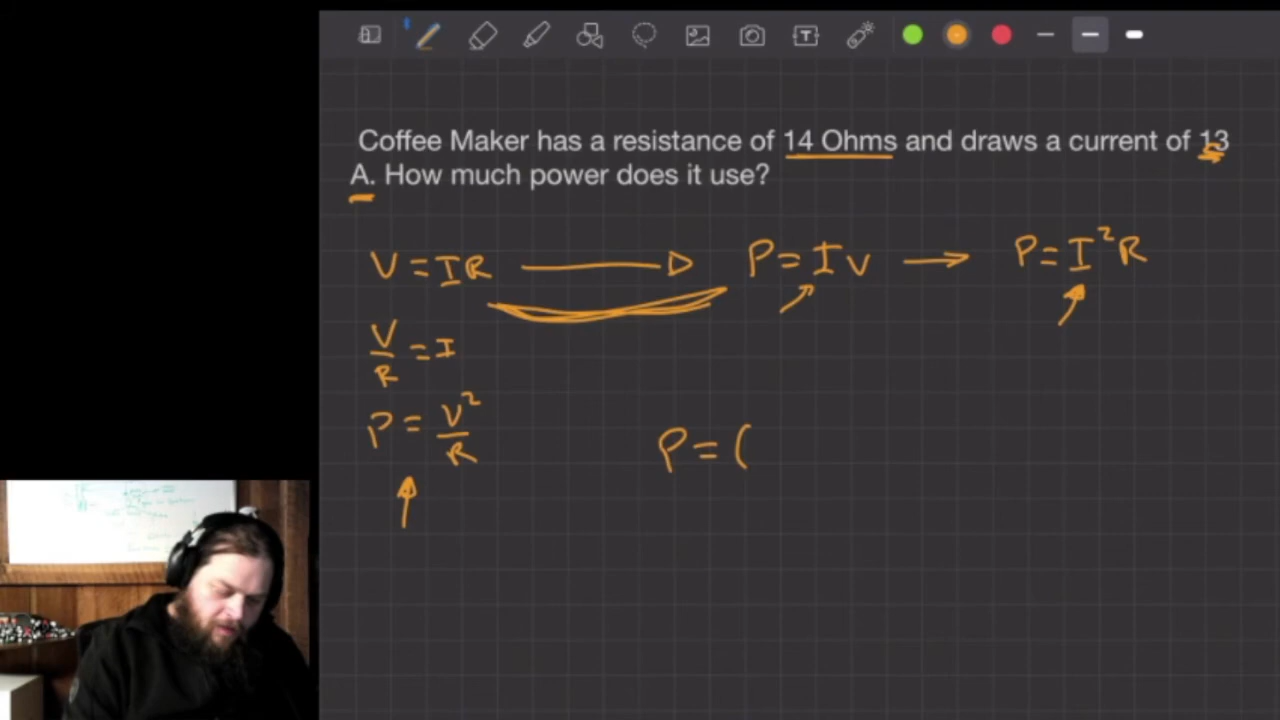 Coffee Maker has a resistance of 14 Ohms and draws a current of 13
A. How much power does it use?
V = IR → P = IV → P = I²R
V/R = I
P = V²/R
P = (